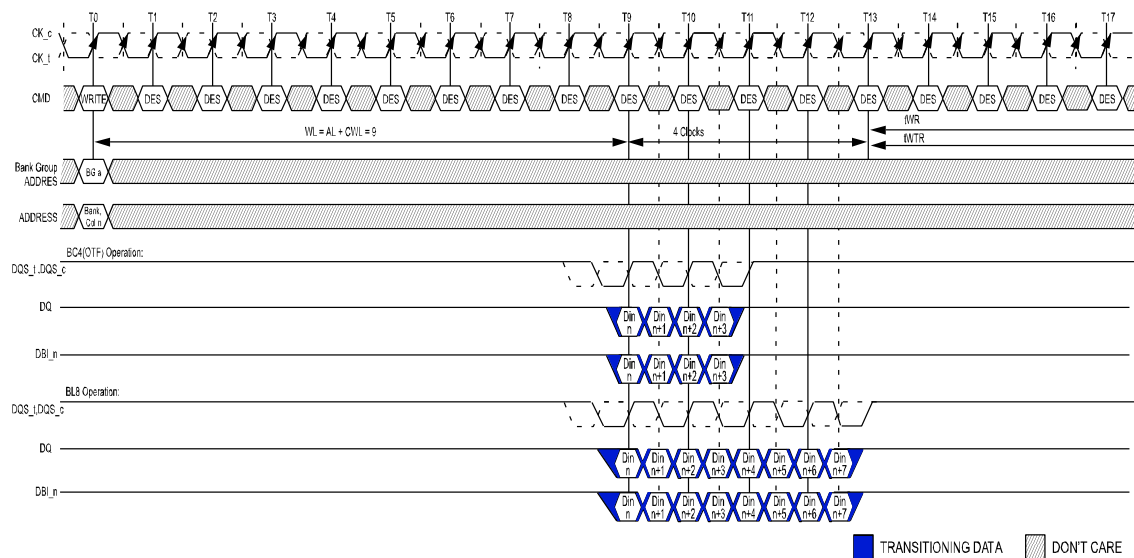 T0 T1 T2 T3 T4 T5 T6 T7 T8 T9 T10 T11 T12 T13 T14 T15 T16 T17
CK_c
CK_t
CMD WRITE DES DES DES DES DES DES DES DES DES DES DES DES DES DES DES DES DES
WL = AL + CWL = 9 4 Clocks tWR
tWTR
Bank Group
ADDRES
BG a
ADDRESS
Bank,
Col n
BC4(OTF) Operation:
DQS_t ,DQS_c
DQ
Din n Din n+1 Din n+2 Din n+3
DBI_n
Din n Din n+1 Din n+2 Din n+3
BL8 Operation:
DQS_t,DQS_c
DQ
Din n Din n+1 Din n+2 Din n+3 Din n+4 Din n+5 Din n+6 Din n+7
DBI_n
Din n Din n+1 Din n+2 Din n+3 Din n+4 Din n+5 Din n+6 Din n+7
TRANSITIONING DATA DON'T CARE